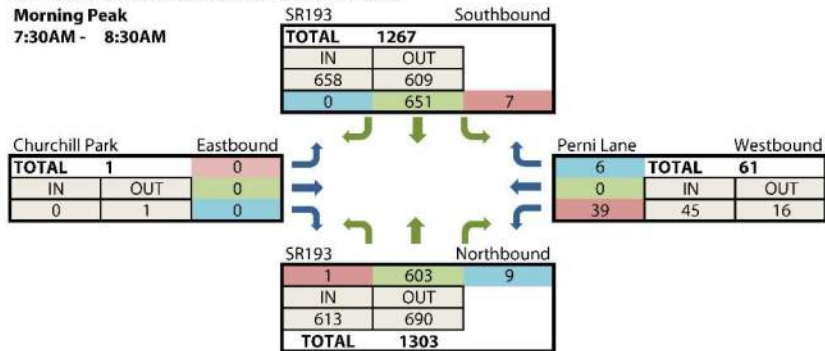 Morning Peak
7:30AM - 8:30AM
SR193 Southbound
TOTAL 1267
IN OUT
658 609
0 651 7
Churchill Park Eastbound
TOTAL 1 0
IN OUT 0
0 1 0
Perni Lane Westbound
6 TOTAL 61
0 IN OUT
39 45 16
SR193 Northbound
1 603 9
IN OUT
613 690
TOTAL 1303